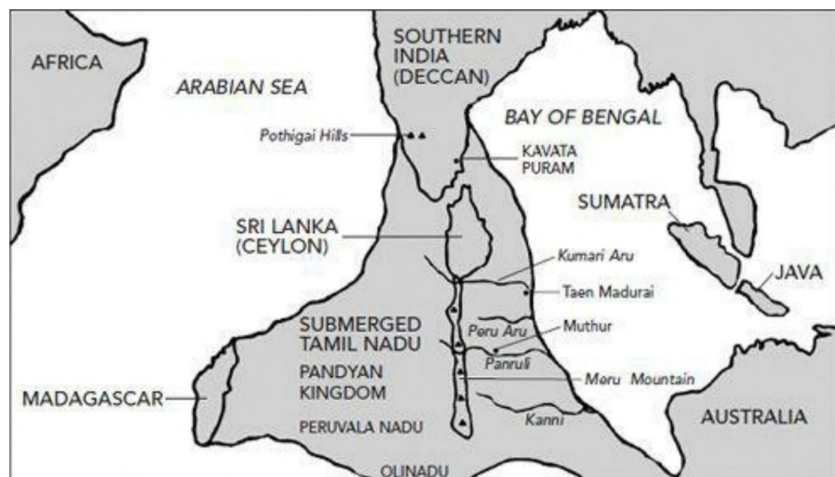 AFRICA
ARABIAN SEA
SOUTHERN
INDIA
(DECCAN)
BAY OF BENGAL
Pothigai Hills
KAVATA
PURAM
SRI LANKA
(CEYLON)
SUMATRA
JAVA
Kumari Aru
Taen Madurai
Peru Aru
Muthur
SUBMERGED
TAMIL NADU
Panruli
PANDYAN
KINGDOM
Meru Mountain
MADAGASCAR
AUSTRALIA
PERUVALA NADU
Kanni
OLINADU